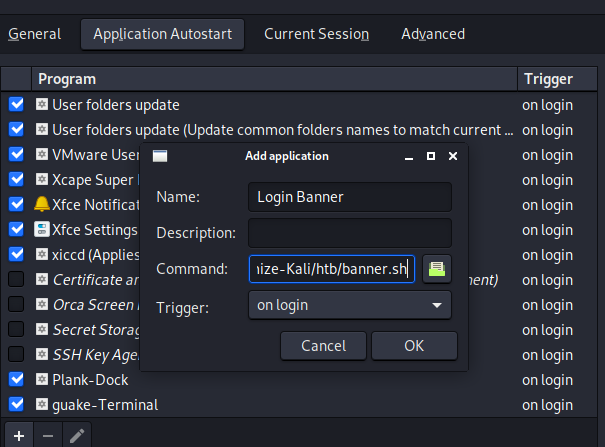 General Application Autostart Current Session Advanced
Program Trigger
User folders update on login
User folders update (Update common folders names to match current ... on login
VMware User on login
Xcape Super on login
Xfce Notificat on login
Xfce Settings on login
xiccd (Applies on login
Certificate an ment) on login
Orca Screen on login
Secret Storag on login
SSH Key Age on login
Plank-Dock on login
guake-Terminal on login
Add application
Name: Login Banner
Description:
Command: nize-Kali/htb/banner.sh
Trigger: on login
Cancel OK